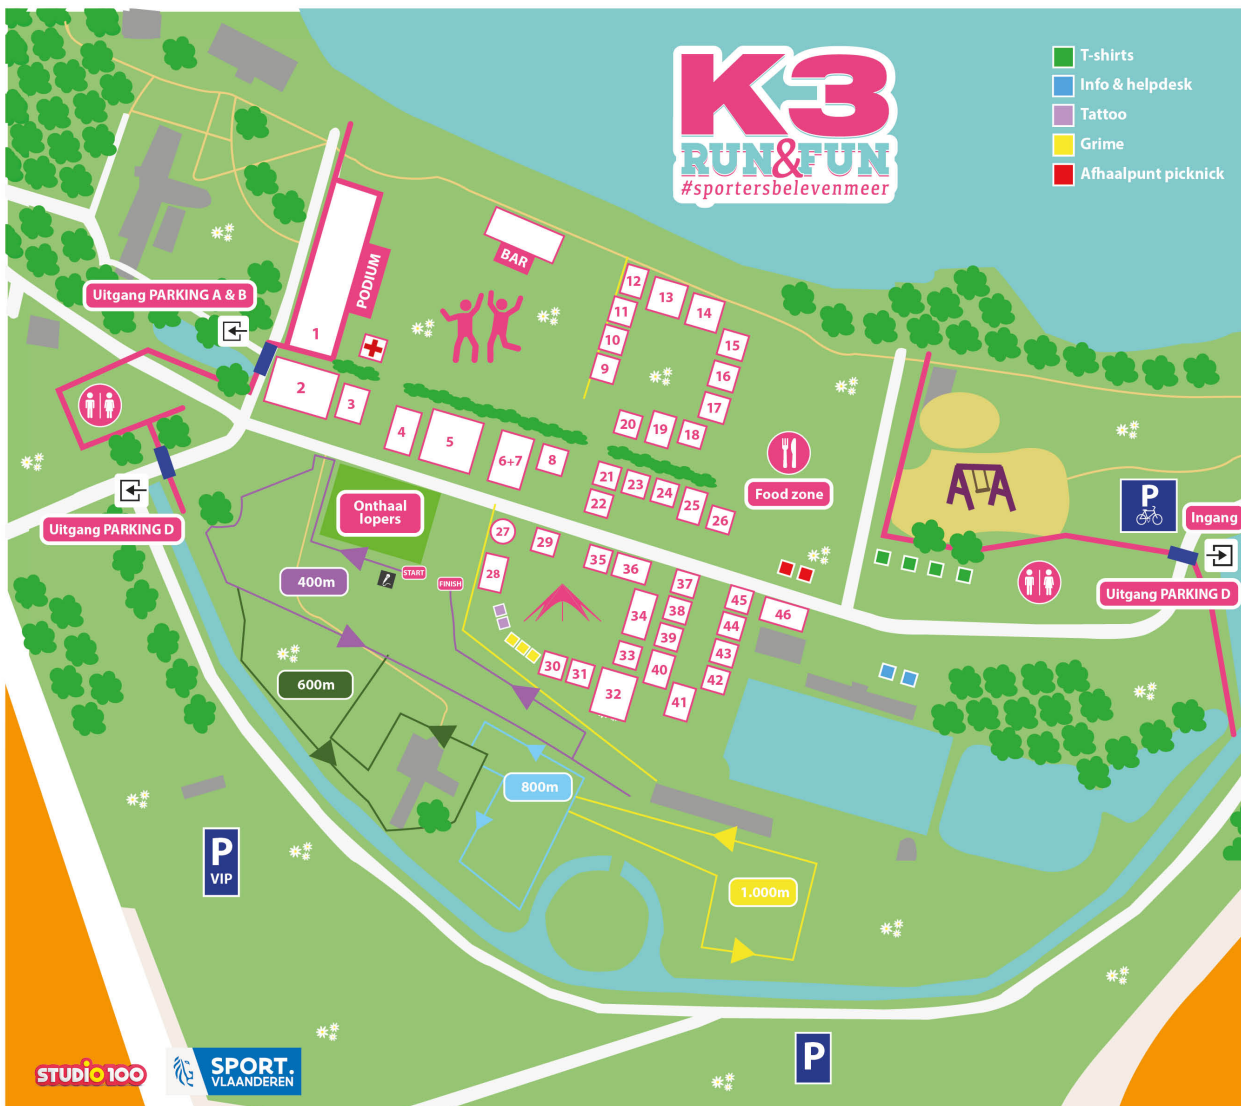 K3
RUN&FUN
#sportersbelevenmeer
T-shirts
Info & helpdesk
Tattoo
Grime
Afhaalpunt picknick
Uitgang PARKING A & B
PODIUM
BAR
1
2
3
4
5
6+7
8
9
10
11
12
13
14
15
16
17
18
19
20
21
22
23
24
25
26
Food zone
P
Ingang
Uitgang PARKING D
Uitgang PARKING D
Onthaal
lopers
START
FINISH
27
28
29
30
31
32
33
34
35
36
37
38
39
40
41
42
43
44
45
46
400m
600m
800m
1.000m
P
VIP
P
STUDIO 100
SPORT.
VLAANDEREN